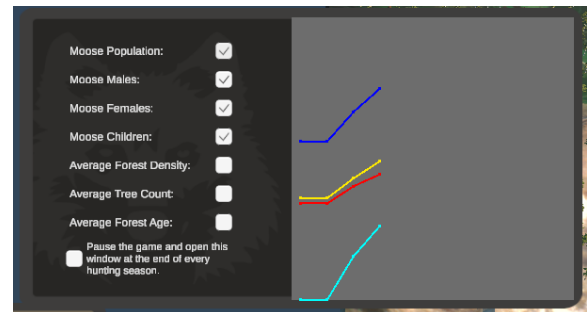 Moose Population:
Moose Males:
Moose Females:
Moose Children:
Average Forest Density:
Average Tree Count:
Average Forest Age:
Pause the game and open this
window at the end of every
hunting season.